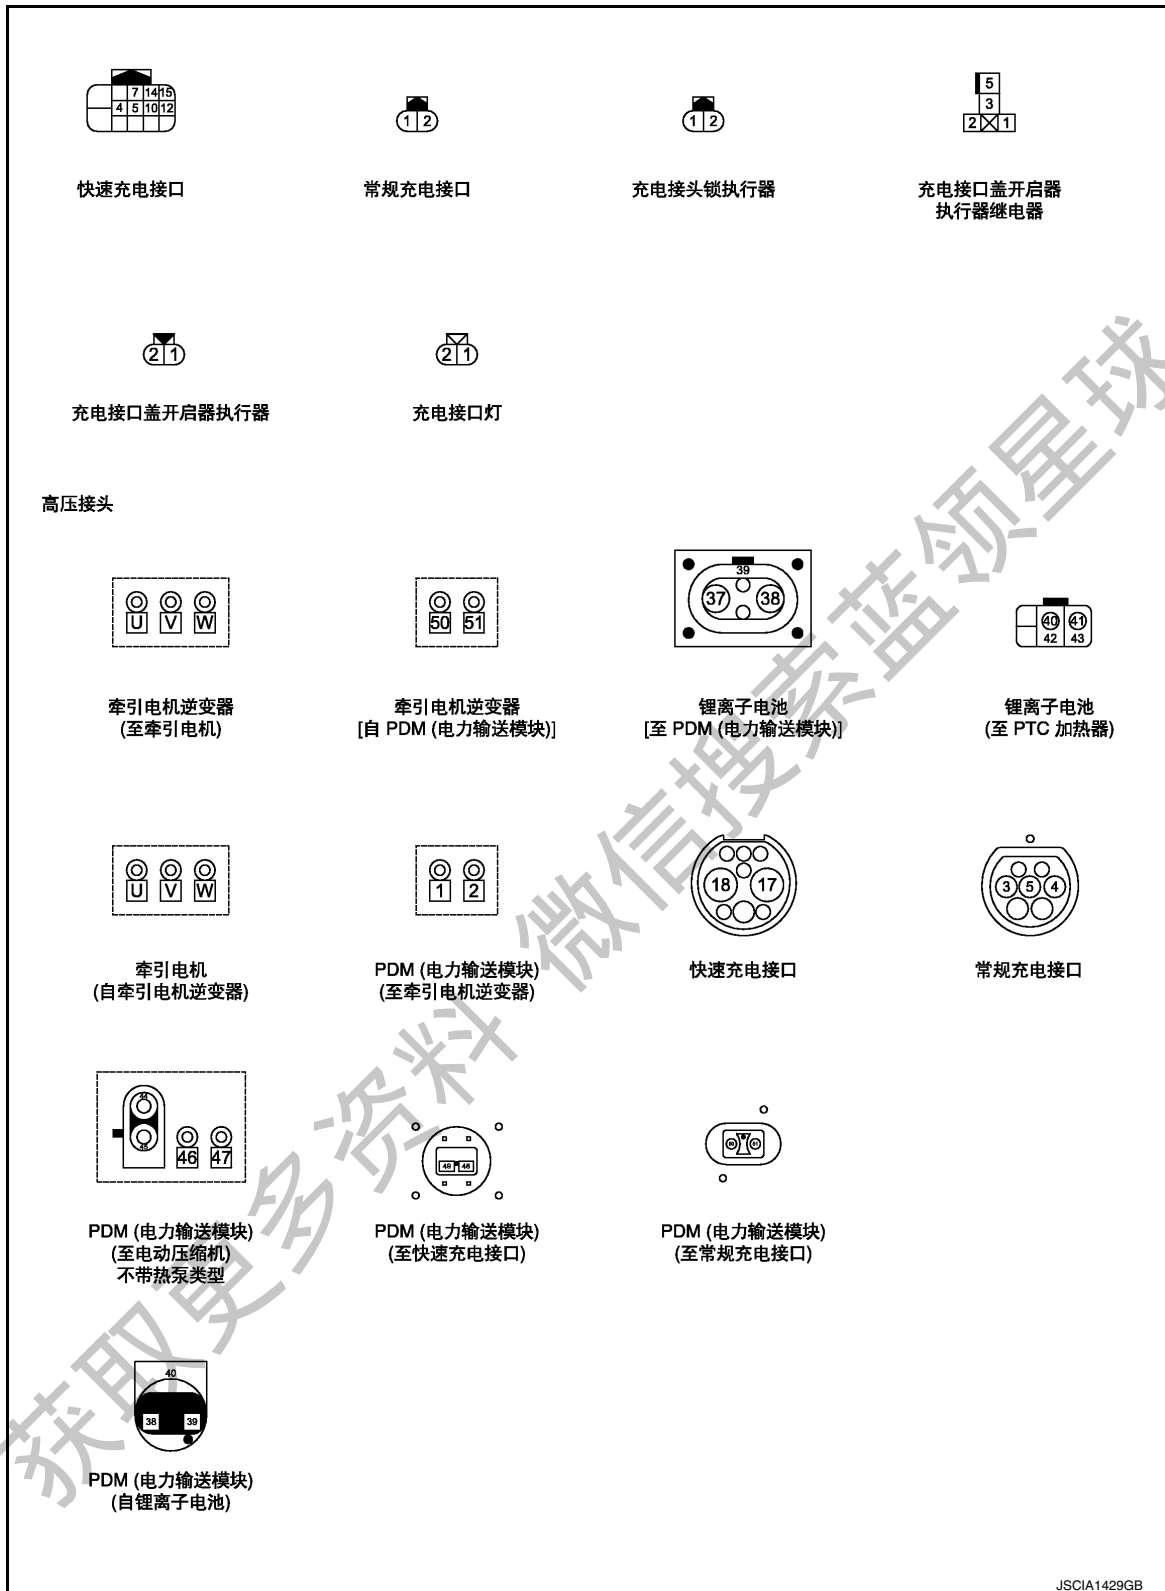 7 14 15
4 5 10 12
1 2
1 2
5
3
2 1
快速充电接口
常规充电接口
充电接头锁执行器
充电接口盖开启器
执行器继电器
2 1
2 1
充电接口盖开启器执行器
充电接口灯
高压接头
U V W
50 51
39
37 38
40 41
42 43
牵引电机逆变器
(至牵引电机)
牵引电机逆变器
[自 PDM (电力输送模块)]
锂离子电池
[至 PDM (电力输送模块)]
锂离子电池
(至 PTC 加热器)
U V W
1 2
18 17
3 5 4
牵引电机
(自牵引电机逆变器)
PDM (电力输送模块)
(至牵引电机逆变器)
快速充电接口
常规充电接口
44
45
46 47
49 48
PDM (电力输送模块)
(至电动压缩机)
不带热泵类型
PDM (电力输送模块)
(至快速充电接口)
PDM (电力输送模块)
(至常规充电接口)
40
38 39
PDM (电力输送模块)
(自锂离子电池)
获取更多资料 微信搜索蓝领星球
JSCIA1429GB